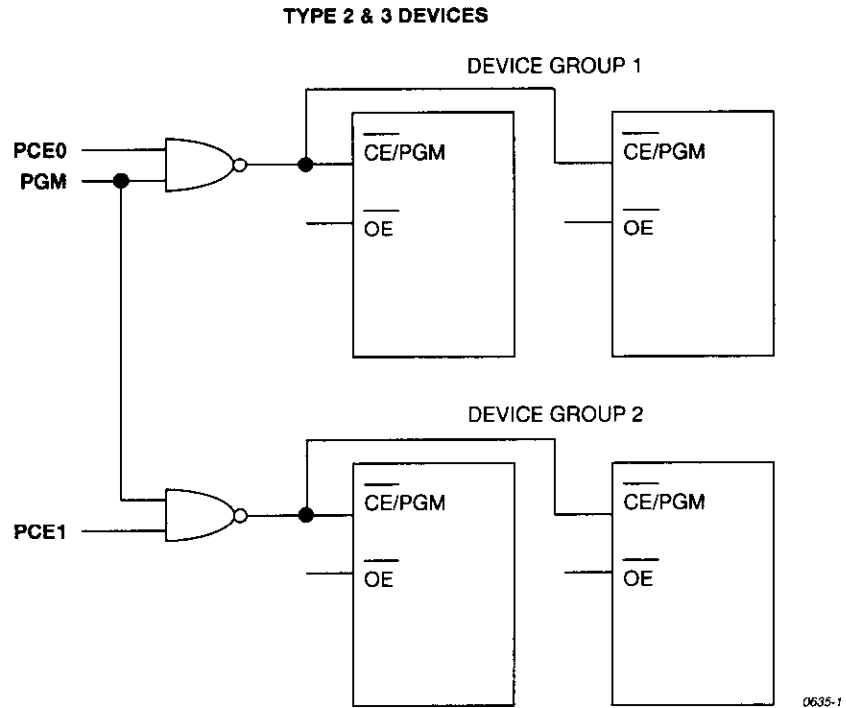 TYPE 2 & 3 DEVICES
DEVICE GROUP 1
PCE0
PGM
CE/PGM
CE/PGM
OE
OE
DEVICE GROUP 2
PCE1
CE/PGM
CE/PGM
OE
OE
0635-1